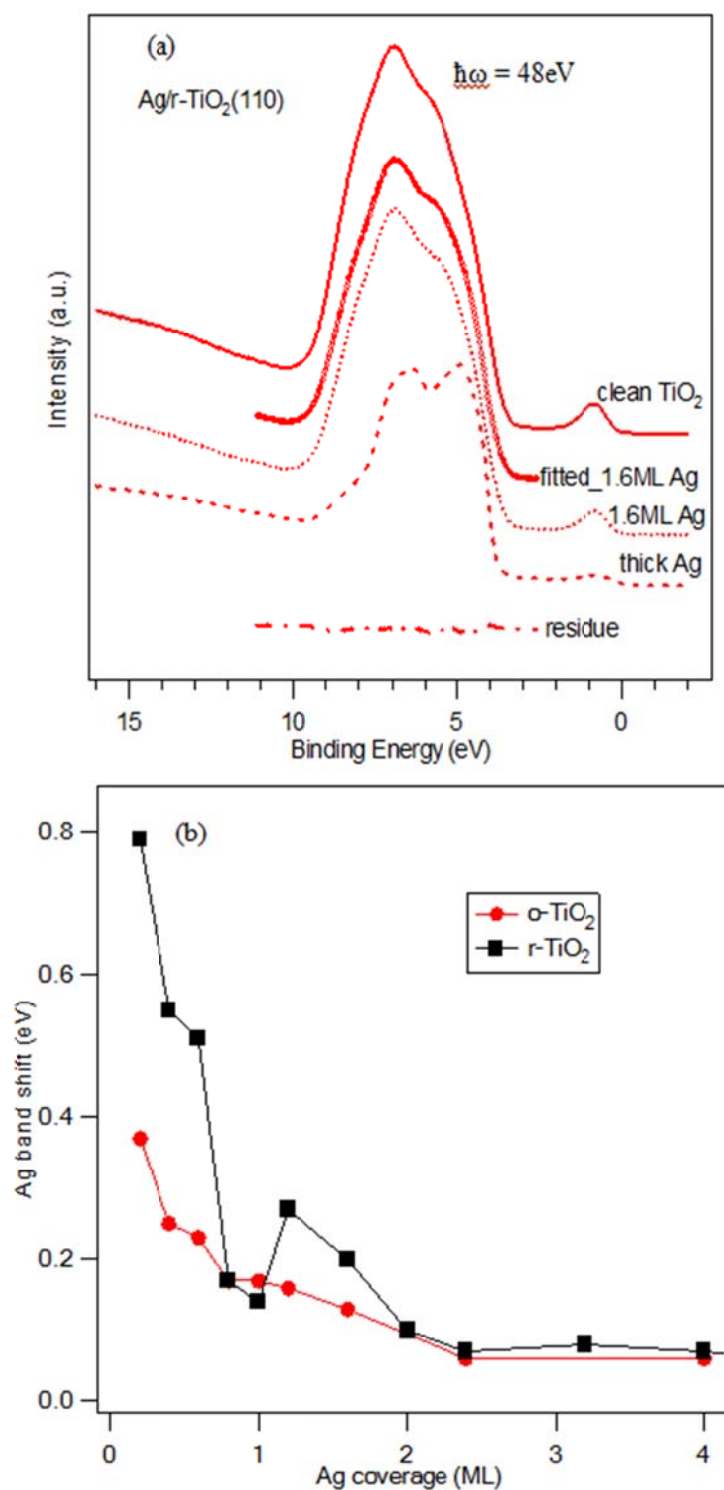 (a)
ħω = 48eV
Ag/r-TiO₂(110)
Intensity (a.u.)
clean TiO₂
fitted_1.6ML Ag
1.6ML Ag
thick Ag
residue
15 10 5 0
Binding Energy (eV)
(b)
0.8
o-TiO₂
r-TiO₂
0.6
Ag band shift (eV)
0.4
0.2
0.0
0 1 2 3 4
Ag coverage (ML)